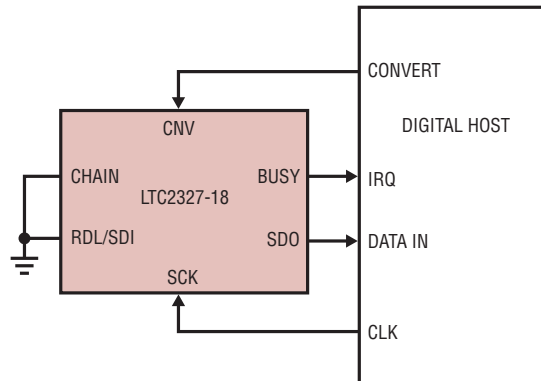 CONVERT
CNV
DIGITAL HOST
CHAIN
BUSY
IRQ
LTC2327-18
RDL/SDI
SDO
DATA IN
SCK
CLK